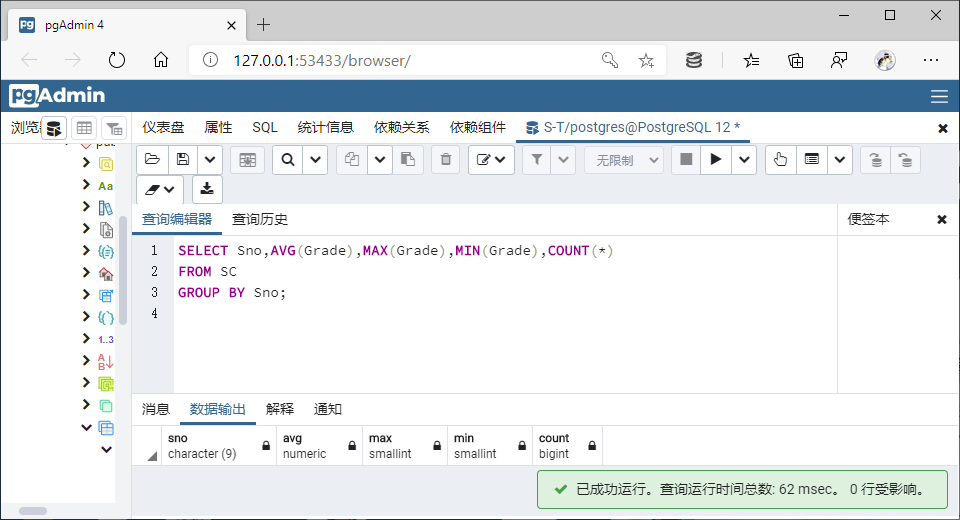 pgAdmin 4
127.0.0.1:53433/browser/
pgAdmin
浏览器 仪表盘 属性 SQL 统计信息 依赖关系 依赖组件 S-T/postgres@PostgreSQL 12 *
无限制
查询编辑器 查询历史 便签本
Aa
1..3
1 SELECT Sno,AVG(Grade),MAX(Grade),MIN(Grade),COUNT(*)
2 FROM SC
3 GROUP BY Sno;
4
消息 数据输出 解释 通知
sno avg max min count
character (9) numeric smallint smallint bigint
已成功运行。查询运行时间总数: 62 msec。 0 行受影响。